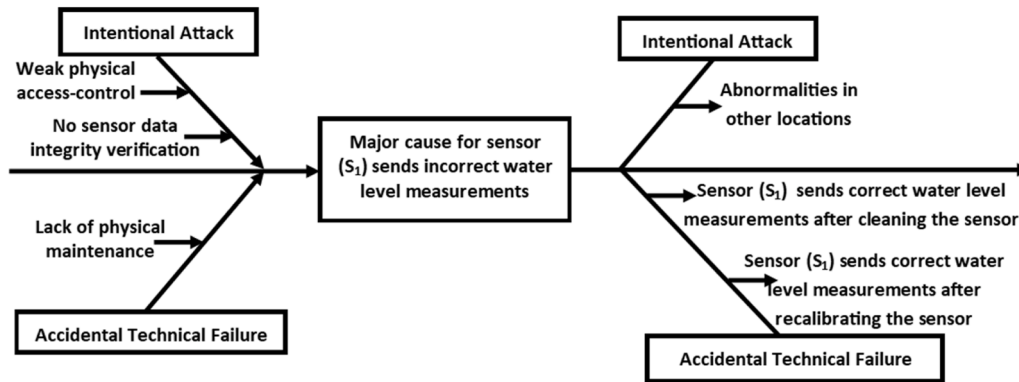 Intentional Attack
Weak physical
access-control
No sensor data
integrity verification
Lack of physical
maintenance
Accidental Technical Failure
Major cause for sensor
(S₁) sends incorrect water
level measurements
Intentional Attack
Abnormalities in
other locations
Sensor (S₁) sends correct water level
measurements after cleaning the sensor
Sensor (S₁) sends correct water
level measurements after
recalibrating the sensor
Accidental Technical Failure